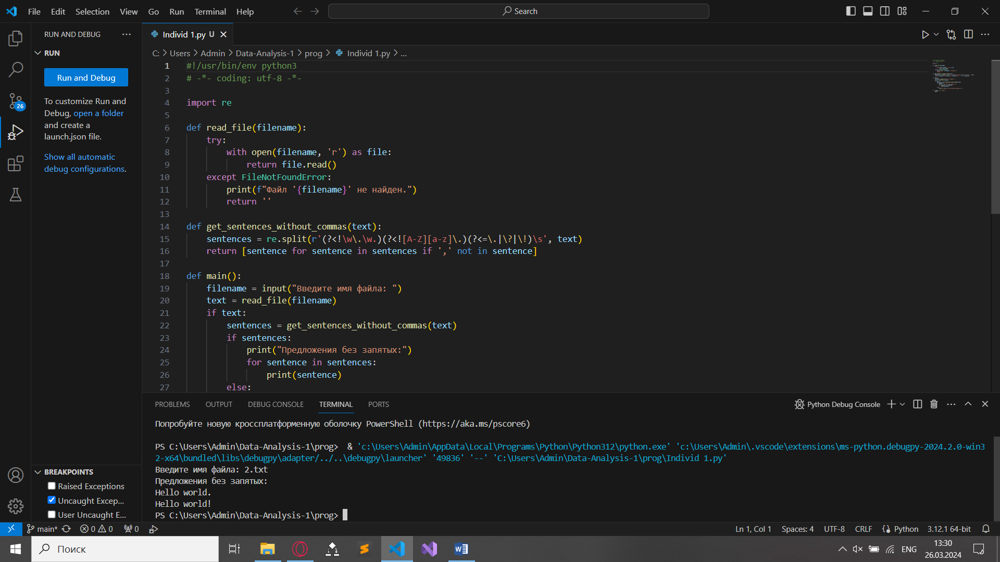 File Edit Selection View Go Run Terminal Help
Search
RUN AND DEBUG
RUN
Run and Debug
To customize Run and
Debug, open a folder
and create a
launch.json file.
Show all automatic
debug configurations.
26
Individ 1.py U
C: > Users > Admin > Data-Analysis-1 > prog > Individ 1.py > ...
1 #!/usr/bin/env python3
2 # -*- coding: utf-8 -*-
3
4 import re
5
6 def read_file(filename):
7 try:
8 with open(filename, 'r') as file:
9 return file.read()
10 except FileNotFoundError:
11 print(f"Файл '{filename}' не найден.")
12 return ''
13
14 def get_sentences_without_commas(text):
15 sentences = re.split(r'(?<!\w\.\w.)(?<![A-Z][a-z]\.)(?<=\.|\?|\!)\s', text)
16 return [sentence for sentence in sentences if ',' not in sentence]
17
18 def main():
19 filename = input("Введите имя файла: ")
20 text = read_file(filename)
21 if text:
22 sentences = get_sentences_without_commas(text)
23 if sentences:
24 print("Предложения без запятых:")
25 for sentence in sentences:
26 print(sentence)
27 else:
PROBLEMS OUTPUT DEBUG CONSOLE TERMINAL PORTS
Python Debug Console
Попробуйте новую кроссплатформенную оболочку PowerShell (https://aka.ms/pscore6)
PS C:\Users\Admin\Data-Analysis-1\prog> & 'c:\Users\Admin\AppData\Local\Programs\Python\Python312\python.exe' 'c:\Users\Admin\.vscode\extensions\ms-python.debugpy-2024.2.0-win3
2-x64\bundled\libs\debugpy\adapter/../..\debugpy\launcher' '49836' '--' 'C:\Users\Admin\Data-Analysis-1\prog\Individ 1.py'
Введите имя файла: 2.txt
Предложения без запятых:
Hello world.
Hello world!
PS C:\Users\Admin\Data-Analysis-1\prog>
BREAKPOINTS
Raised Exceptions
Uncaught Excep...
User Uncaught E...
main* 0 0 0
Ln 1, Col 1 Spaces: 4 UTF-8 CRLF Python 3.12.1 64-bit
Поиск
ENG
13:30
26.03.2024